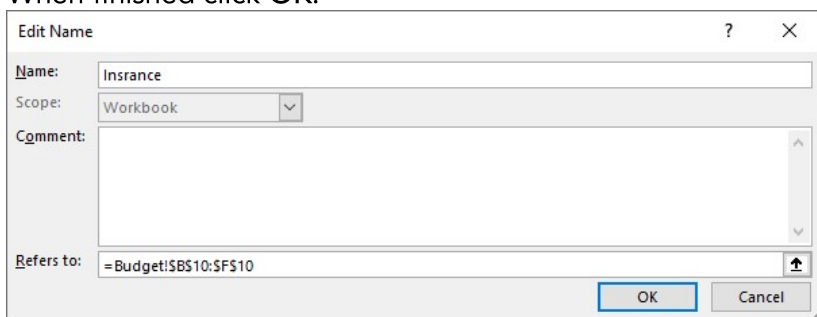 When finished click OK.
Edit Name ? ×
Name: Insrance
Scope: Workbook
Comment:
Refers to: =Budget!$B$10:$F$10
OK Cancel